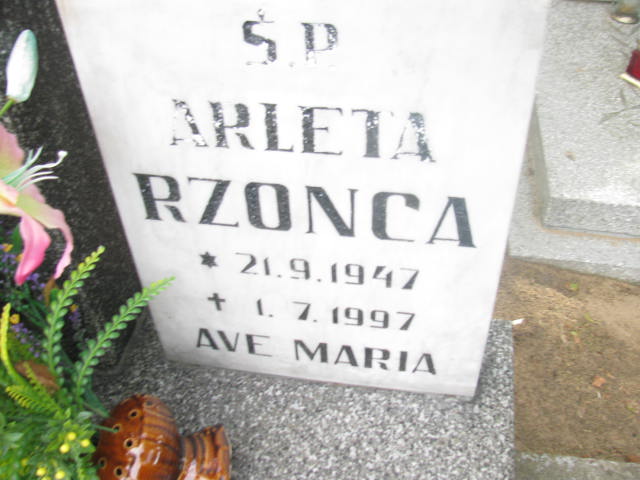 Ś.P.
ARLETA
RZONCA
* 21.9.1947
✝ 1.7.1997
AVE MARIA